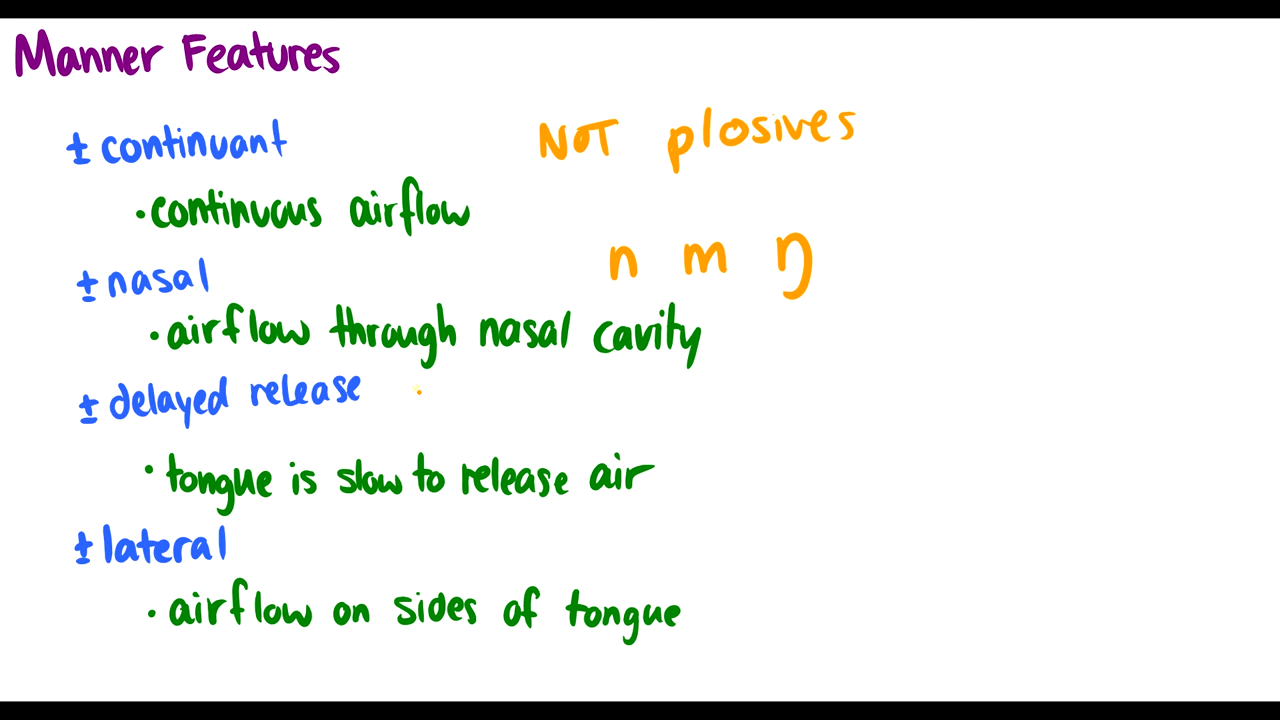 Manner Features
± continuant NOT plosives
· continuous airflow
± nasal n m ŋ
· airflow through nasal cavity
± delayed release
· tongue is slow to release air
± lateral
· airflow on sides of tongue